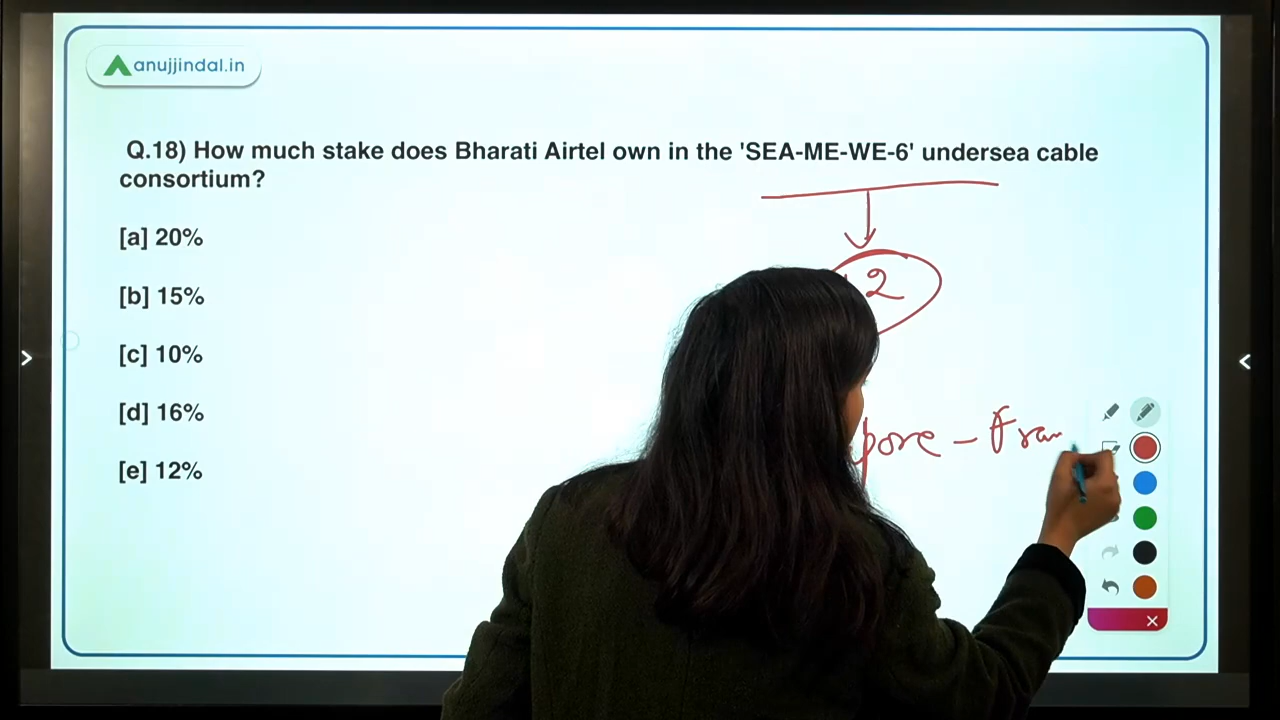 anujjindal.in
Q.18) How much stake does Bharati Airtel own in the 'SEA-ME-WE-6' undersea cable
consortium?
[a] 20%
2
[b] 15%
[c] 10%
[d] 16%
pore - Fran
[e] 12%